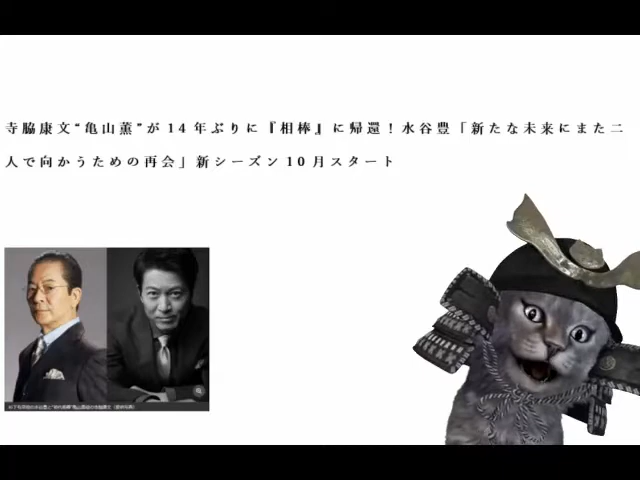 寺脇康文“亀山薫”が14年ぶりに『相棒』に帰還！水谷豊「新たな未来にまた二
人で向かうための再会」新シーズン10月スタート